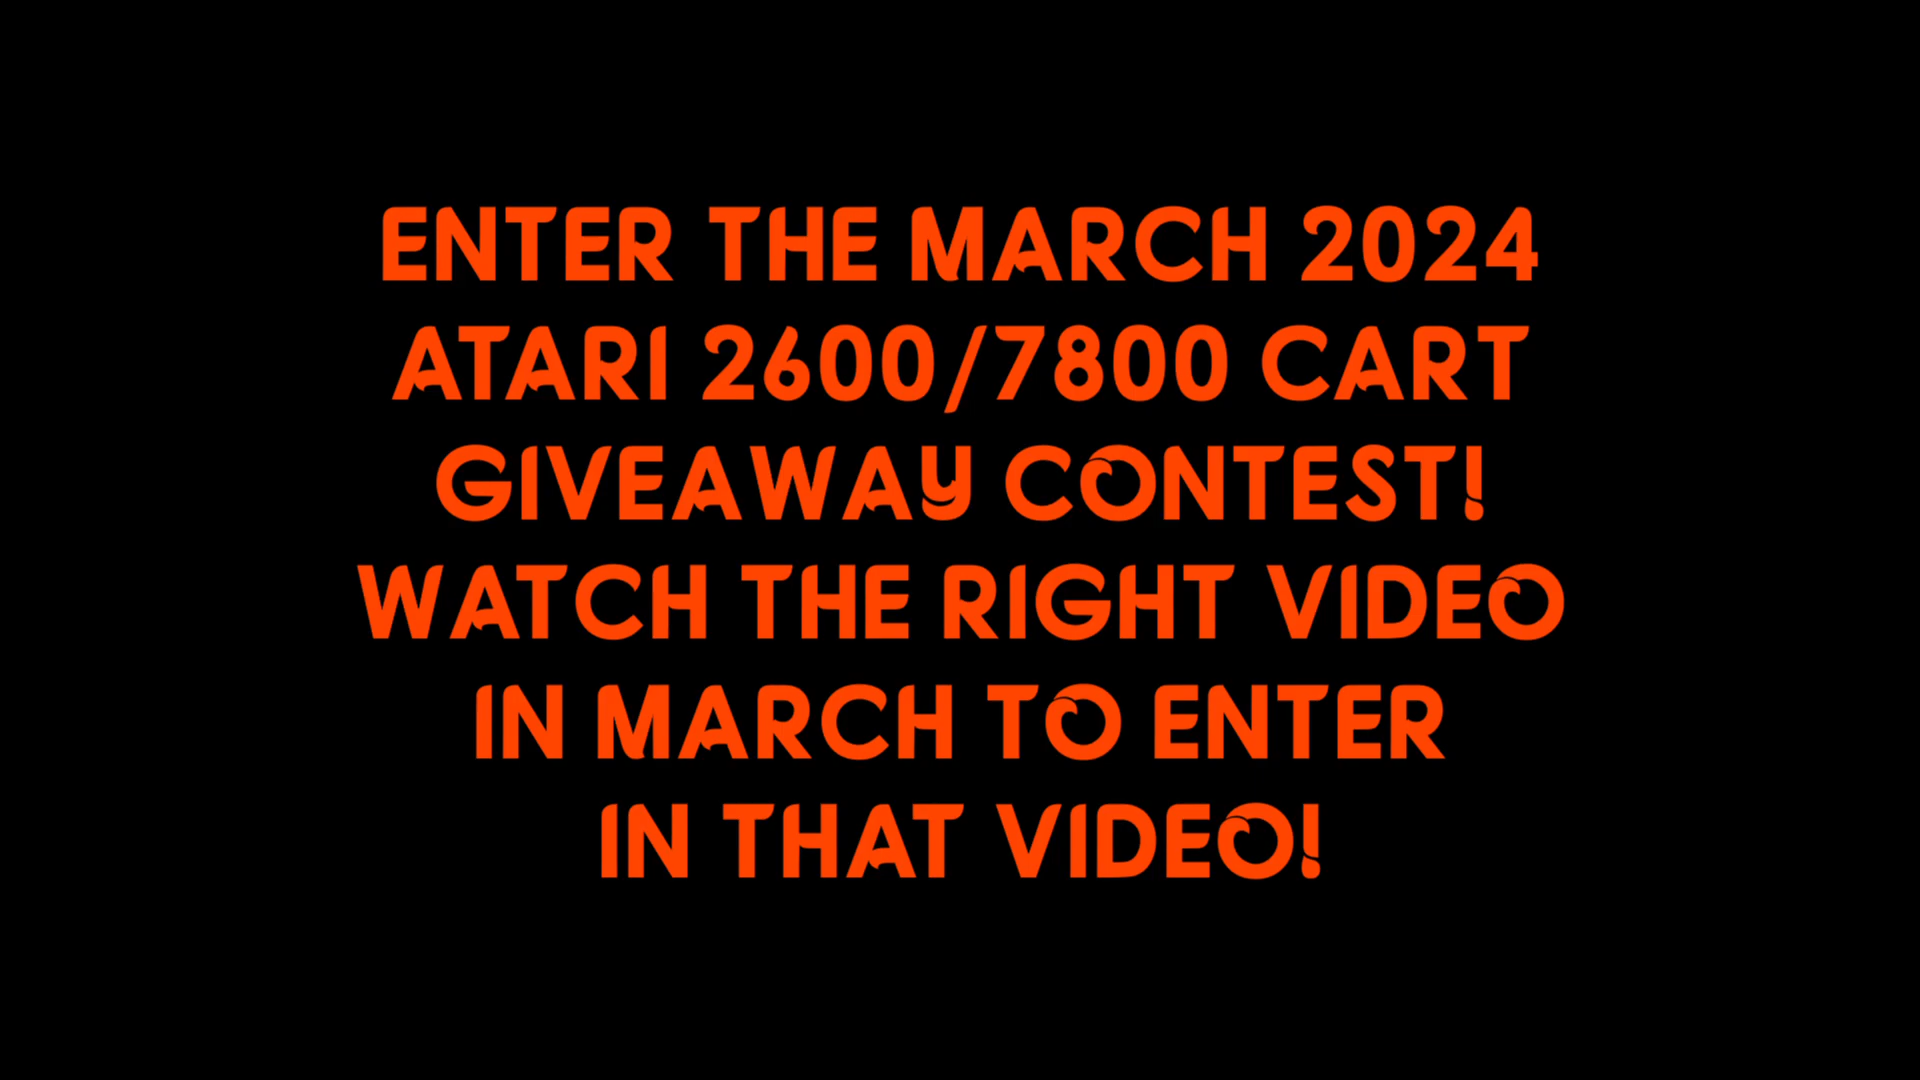 ENTER THE MARCH 2024
ATARI 2600/7800 CART
GIVEAWAY CONTEST!
WATCH THE RIGHT VIDEO
IN MARCH TO ENTER
IN THAT VIDEO!